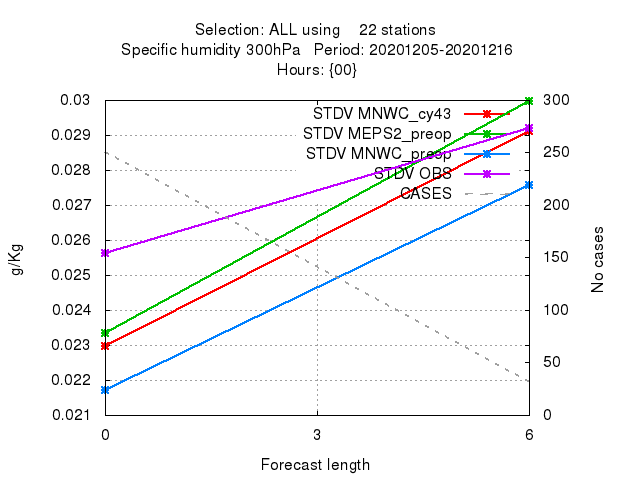 Selection: ALL using 22 stations
Specific humidity 300hPa Period: 20201205-20201216
Hours: {00}
STDV MNWC_cy43
STDV MEPS2_preop
STDV MNWC_preop
STDV OBS
CASES
0.03
0.029
0.028
0.027
0.026
0.025
0.024
0.023
0.022
0.021
g/Kg
300
250
200
150
100
50
0
No cases
0 3 6
Forecast length